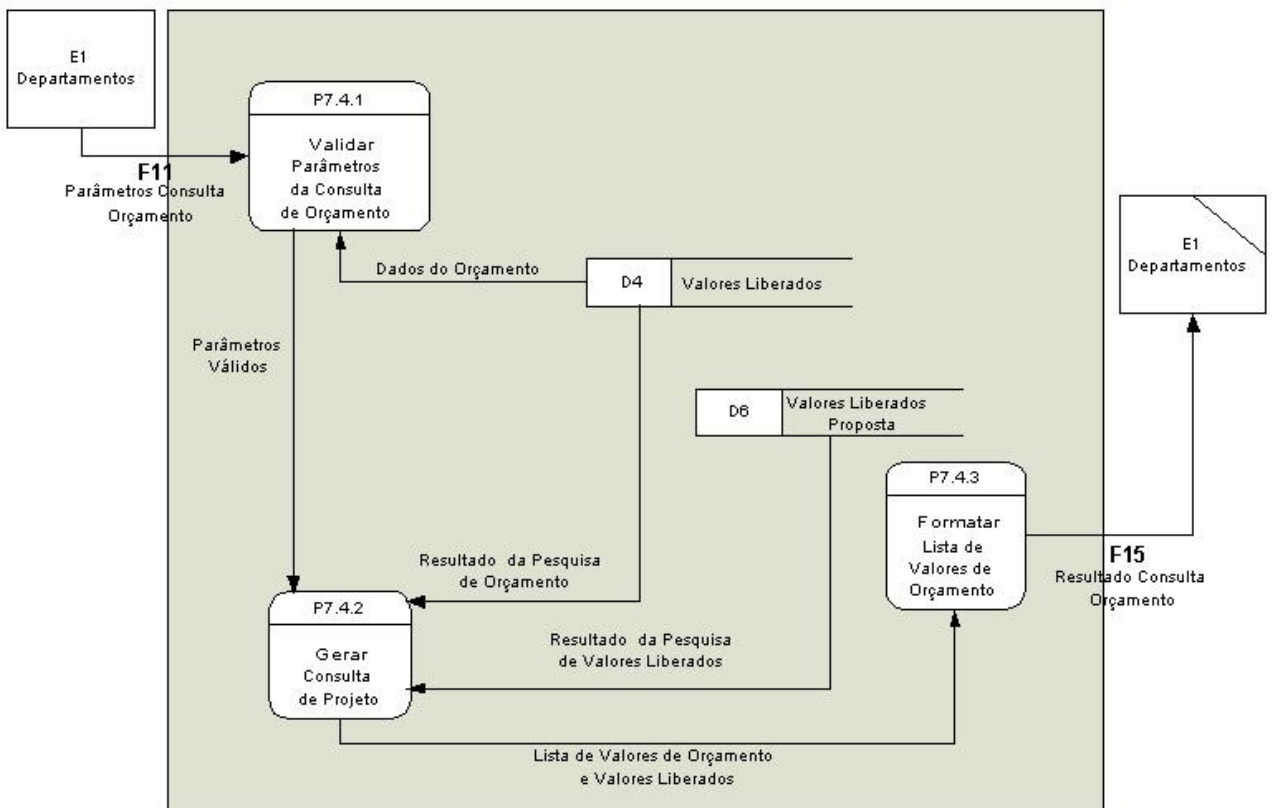 E1
Departamentos
P7.4.1
Validar
Parâmetros
da Consulta
de Orçamento
F11
Parâmetros Consulta
Orçamento
E1
Departamentos
Dados do Orçamento
D4
Valores Liberados
Parâmetros
Válidos
D6
Valores Liberados
Proposta
P7.4.3
Formatar
Lista de
Valores de
Orçamento
F15
Resultado Consulta
Orçamento
Resultado da Pesquisa
de Orçamento
P7.4.2
Gerar
Consulta
de Projeto
Resultado da Pesquisa
de Valores Liberados
Lista de Valores de Orçamento
e Valores Liberados